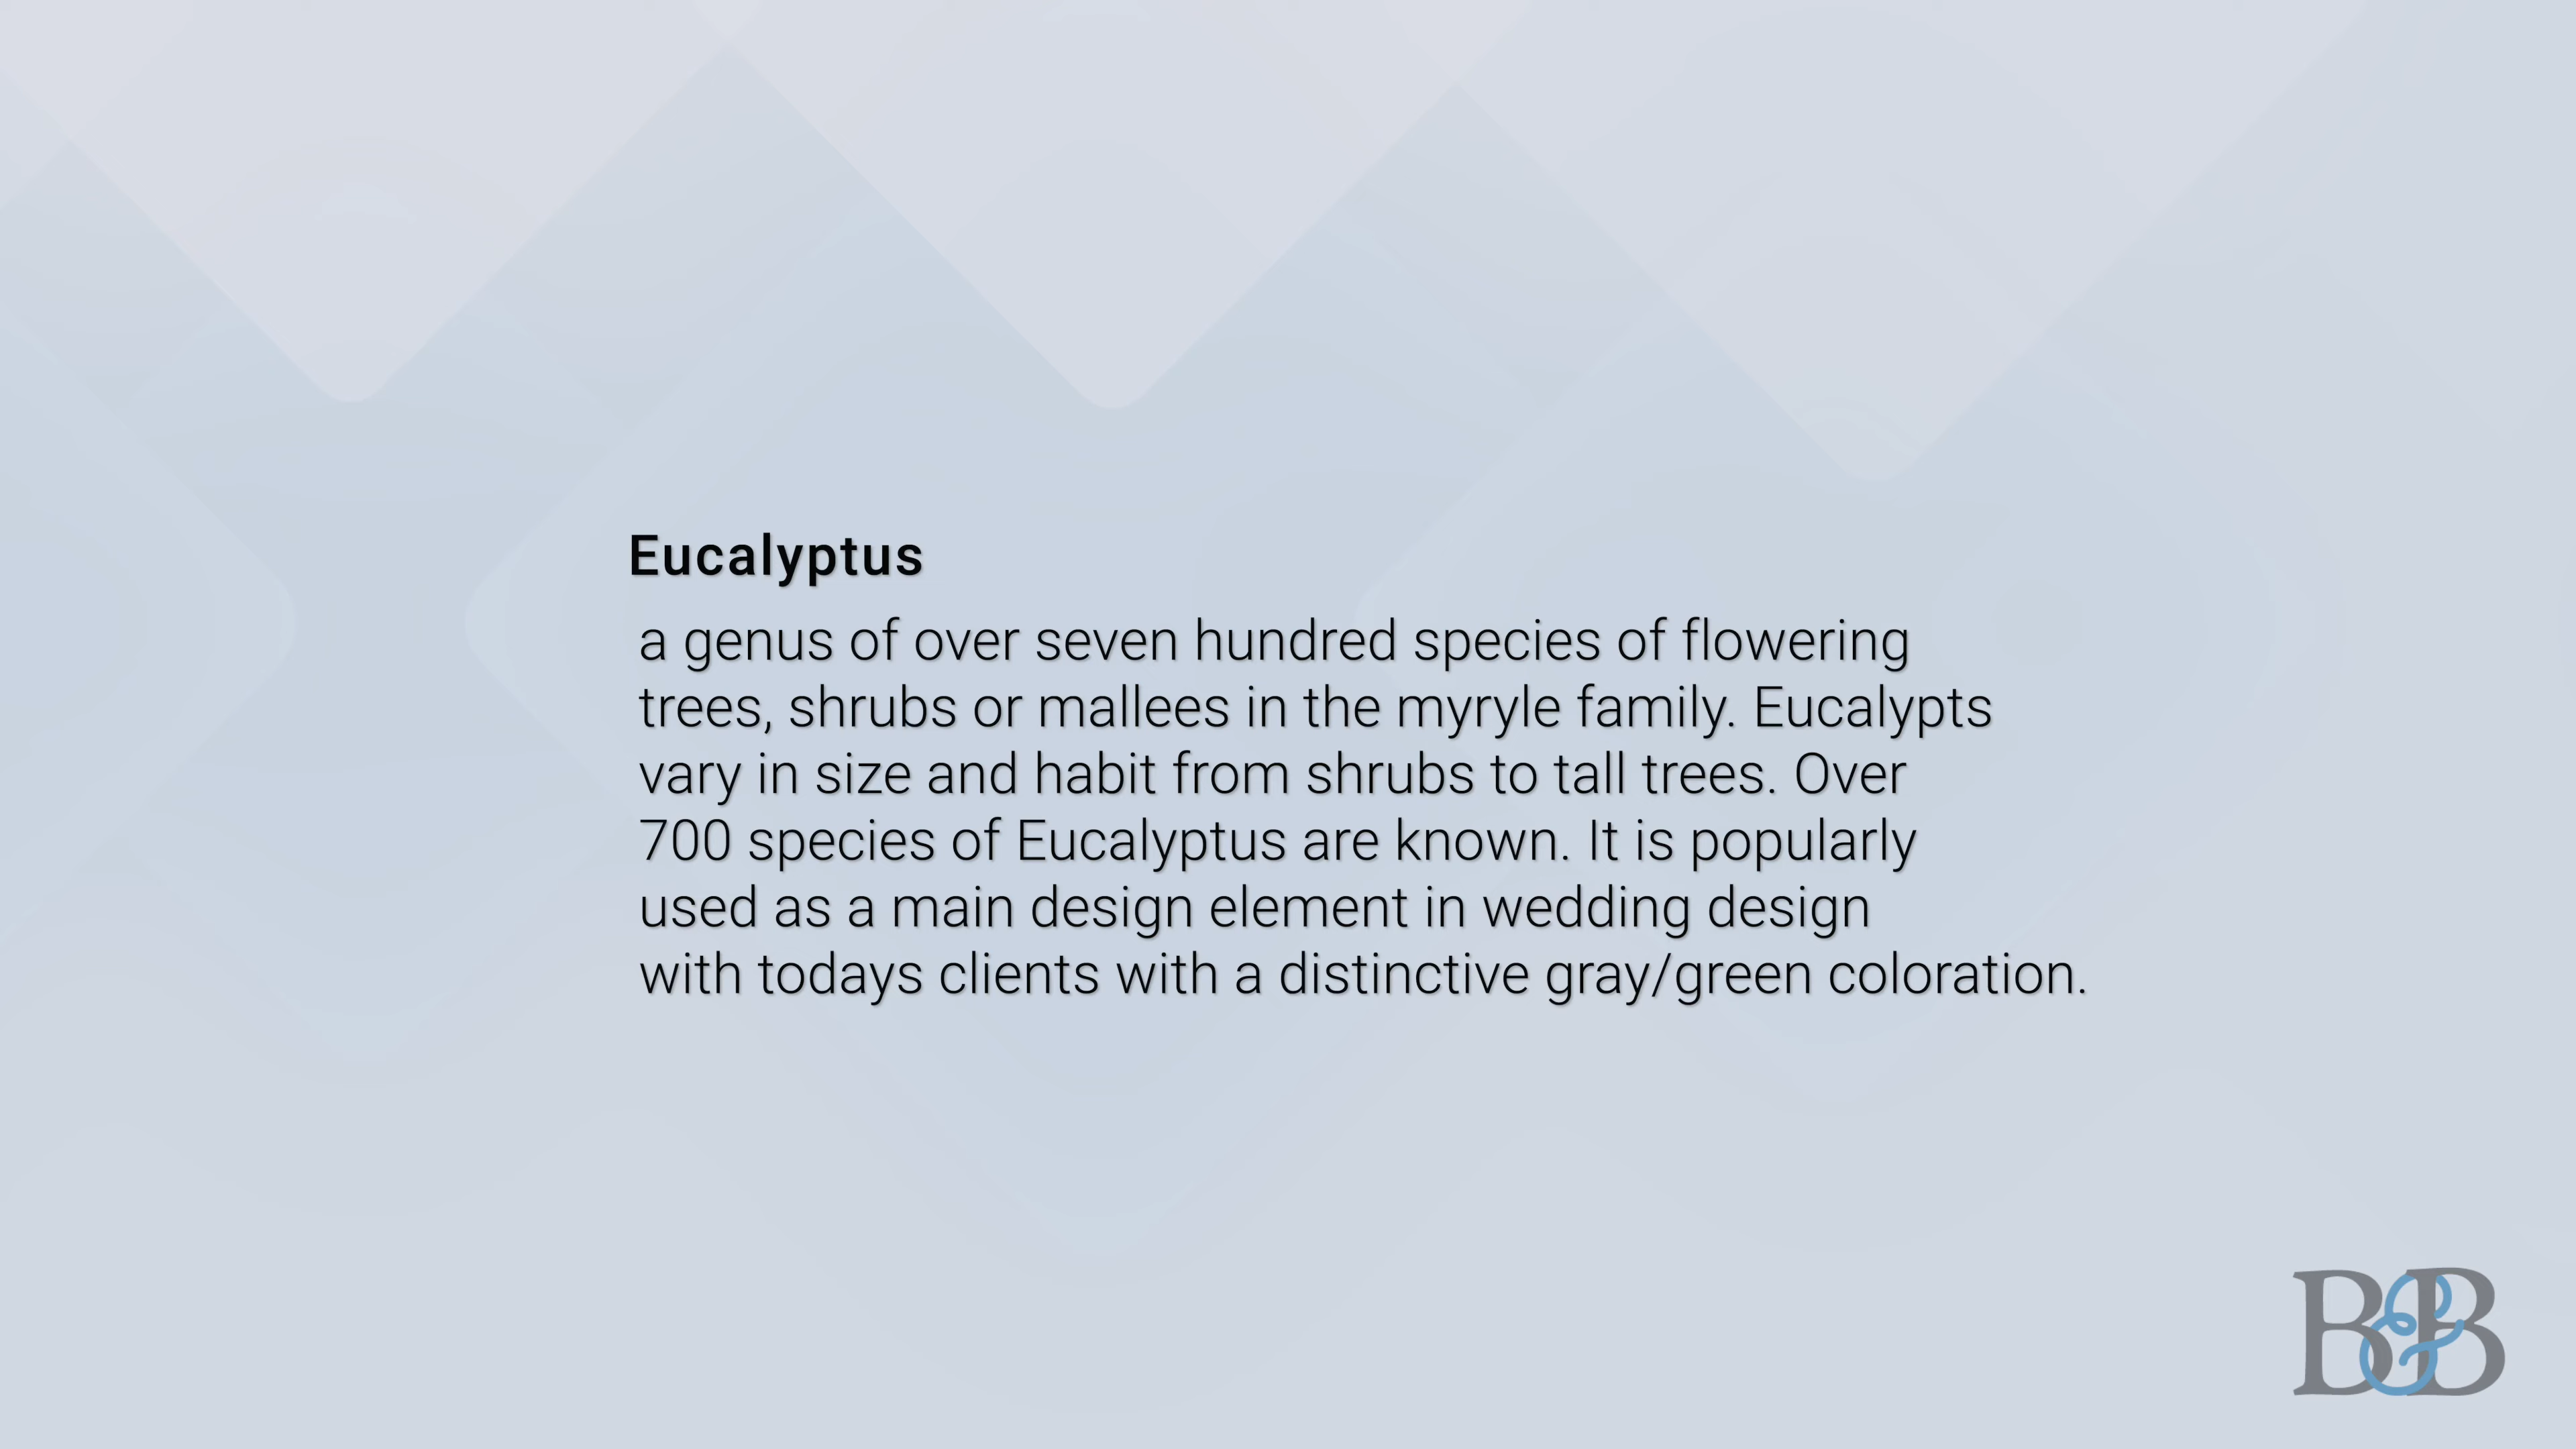 Eucalyptus
a genus of over seven hundred species of flowering
trees, shrubs or mallees in the myryle family. Eucalypts
vary in size and habit from shrubs to tall trees. Over
700 species of Eucalyptus are known. It is popularly
used as a main design element in wedding design
with todays clients with a distinctive gray/green coloration.
B&B